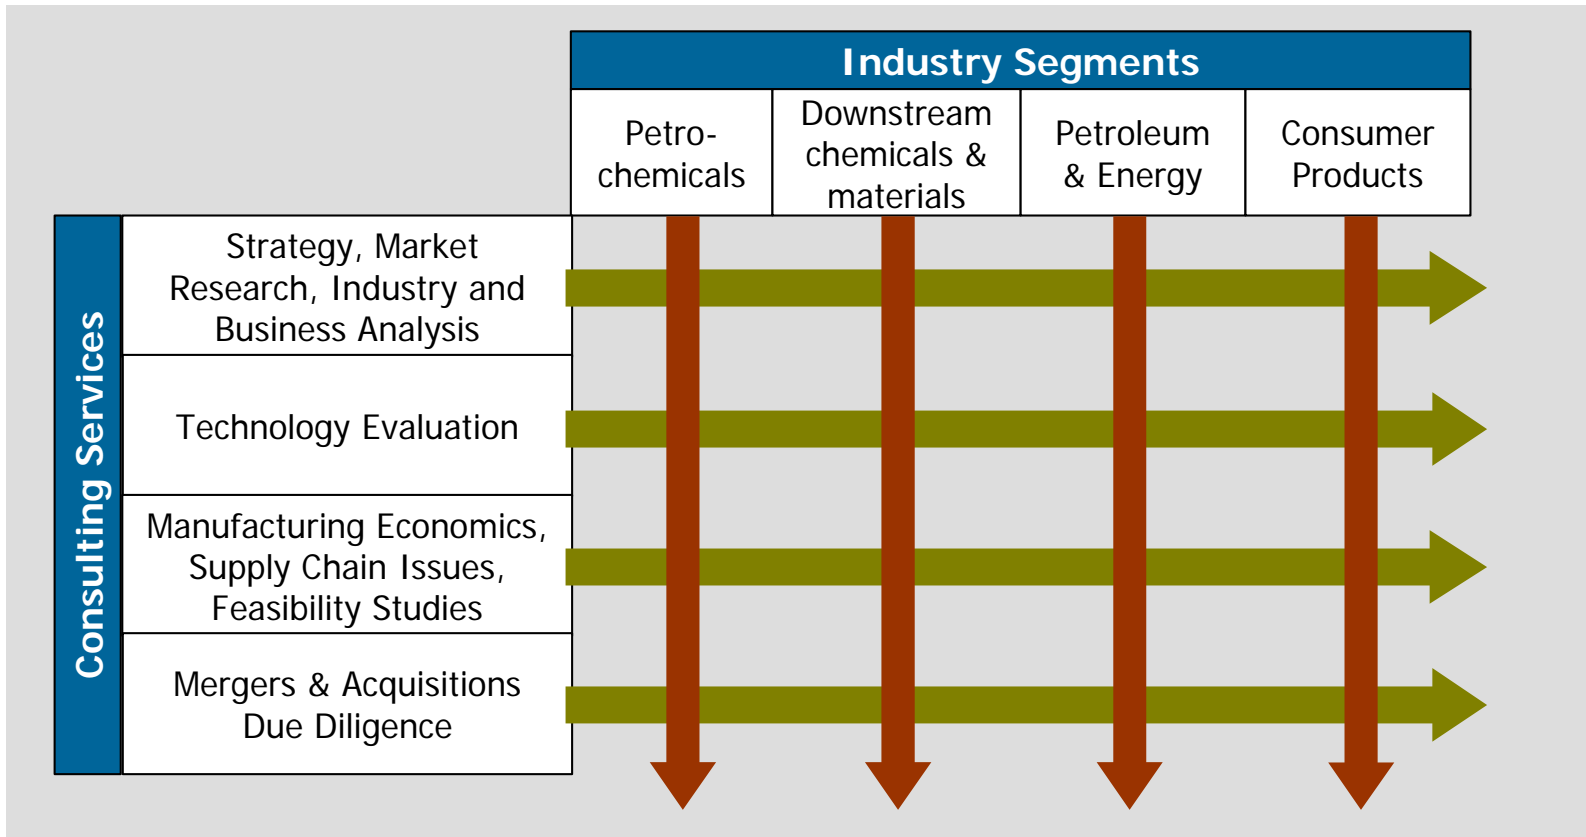 Industry Segments
Petro-
chemicals
Downstream
chemicals &
materials
Petroleum
& Energy
Consumer
Products
Consulting Services
Strategy, Market
Research, Industry and
Business Analysis
Technology Evaluation
Manufacturing Economics,
Supply Chain Issues,
Feasibility Studies
Mergers & Acquisitions
Due Diligence